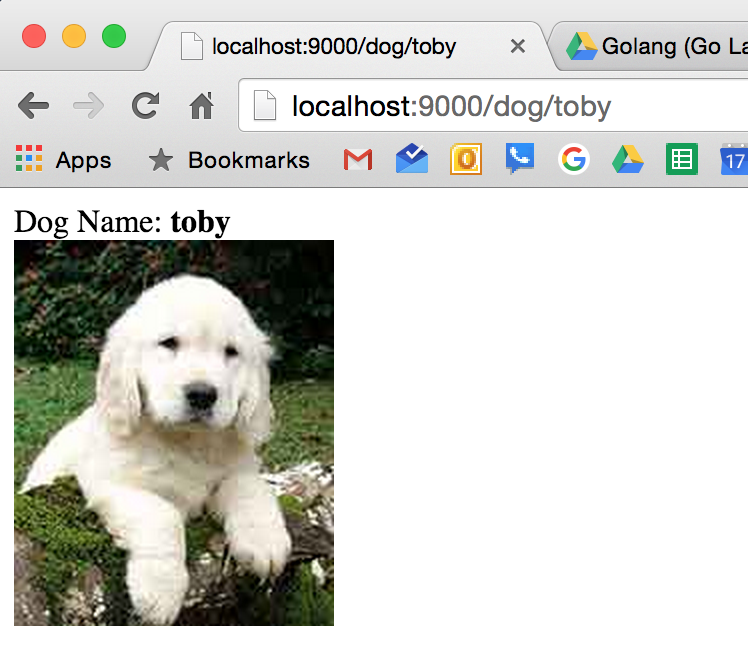 localhost:9000/dog/toby
Golang (Go La
localhost:9000/dog/toby
Apps
Bookmarks
17
Dog Name: toby